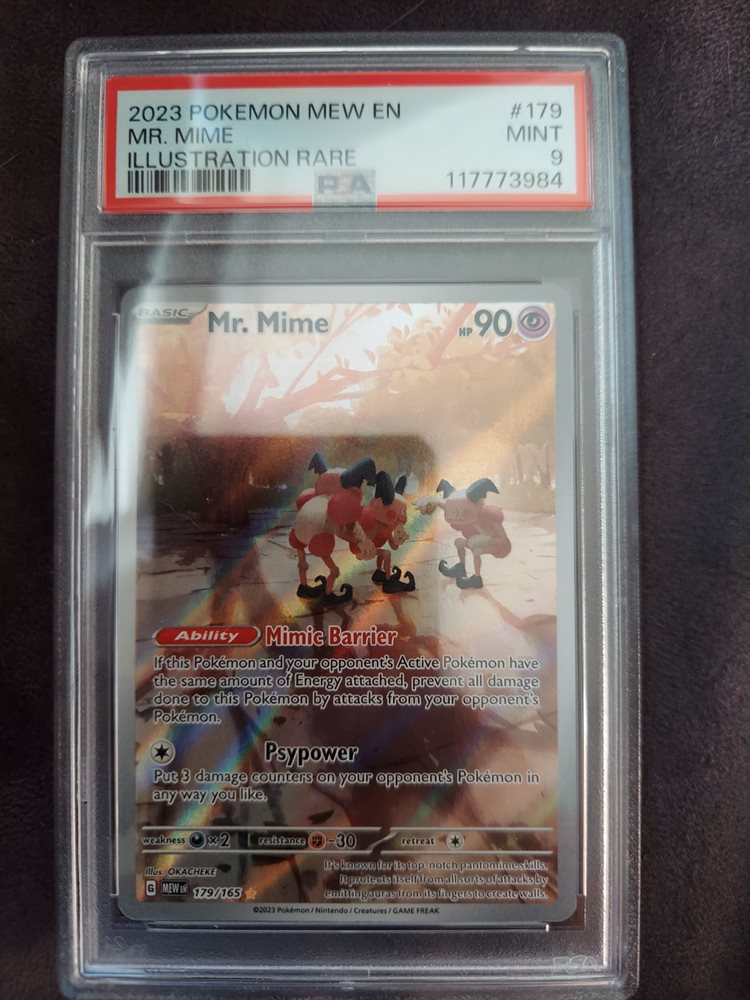 2023 POKEMON MEW EN #179
MR. MIME MINT
ILLUSTRATION RARE 9
PSA 117773984
BASIC Mr. Mime HP 90
Ability Mimic Barrier
If this Pokémon and your opponent's Active Pokémon have
the same amount of Energy attached, prevent all damage
done to this Pokémon by attacks from your opponent's
Pokémon.
Psypower
Put 3 damage counters on your opponent's Pokémon in
any way you like.
weakness ×2 resistance -30 retreat
It's known for its top-notch pantomime skills.
It protects itself from all sorts of attacks by
emitting auras from its fingers to create walls.
Illus. OKACHEKE
G MEW EN 179/165
©2023 Pokémon / Nintendo / Creatures / GAME FREAK
PSA